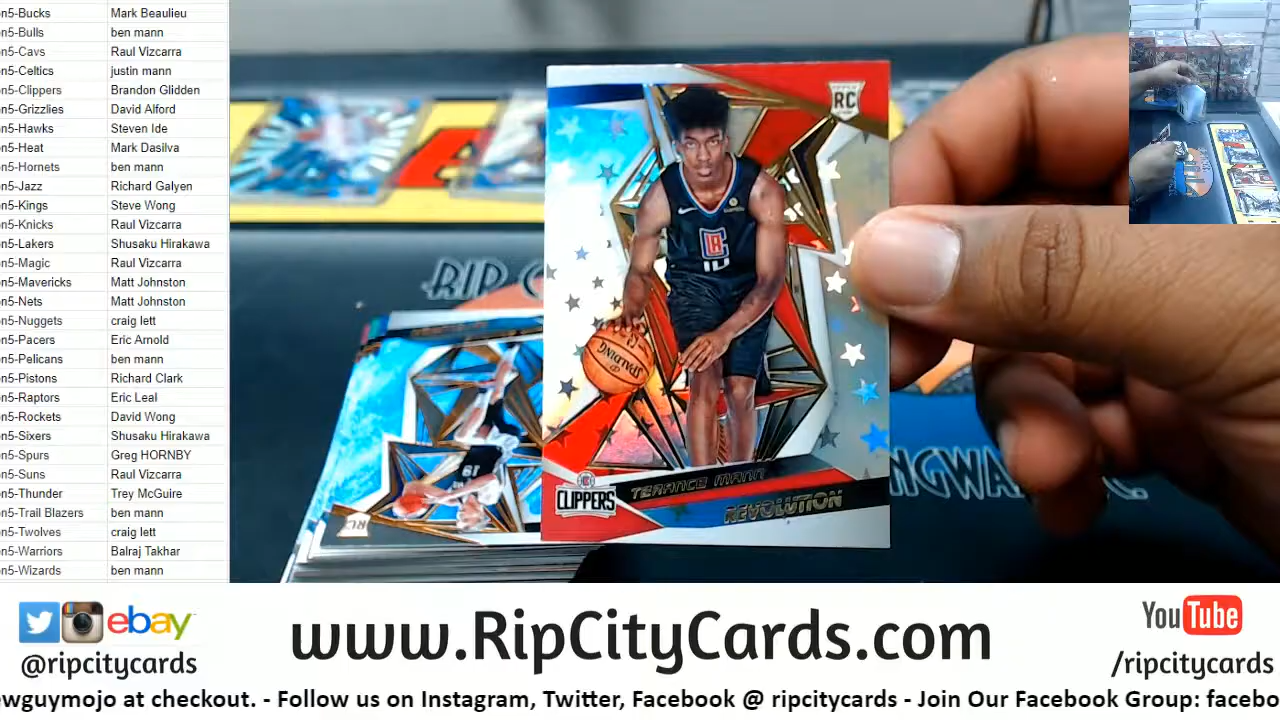 n5-Bucks Mark Beaulieu
n5-Bulls ben mann
n5-Cavs Raul Vizcarra
n5-Celtics justin mann
n5-Clippers Brandon Glidden
n5-Grizzlies David Alford
n5-Hawks Steven Ide
n5-Heat Mark Dasilva
n5-Hornets ben mann
n5-Jazz Richard Galyen
n5-Kings Steve Wong
n5-Knicks Raul Vizcarra
n5-Lakers Shusaku Hirakawa
n5-Magic Raul Vizcarra
n5-Mavericks Matt Johnston
n5-Nets Matt Johnston
n5-Nuggets craig lett
n5-Pacers Eric Arnold
n5-Pelicans ben mann
n5-Pistons Richard Clark
n5-Raptors Eric Leal
n5-Rockets David Wong
n5-Sixers Shusaku Hirakawa
n5-Spurs Greg HORNBY
n5-Suns Raul Vizcarra
n5-Thunder Trey McGuire
n5-Trail Blazers ben mann
n5-Twolves craig lett
n5-Warriors Balraj Takhar
n5-Wizards ben mann
RC
LA
SPALDING
TERANCE MANN
CLIPPERS
REVOLUTION
RIP C
19
ebay
@ripcitycards
www.RipCityCards.com
YouTube
/ripcitycards
ewguymojo at checkout. - Follow us on Instagram, Twitter, Facebook @ ripcitycards - Join Our Facebook Group: facebo